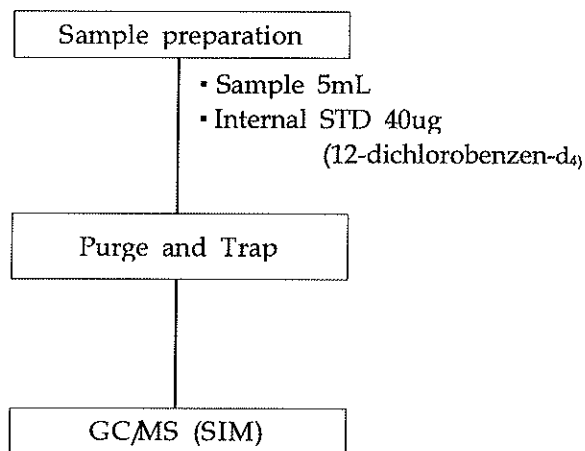 Sample preparation
▪ Sample 5mL
▪ Internal STD 40ug
(12-dichlorobenzen-d₄)
Purge and Trap
GC/MS (SIM)